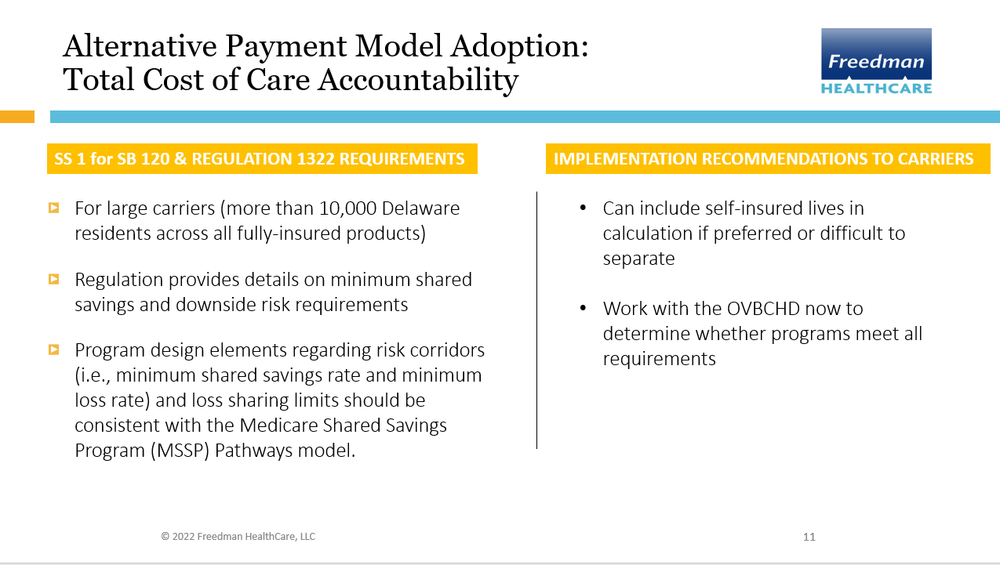 Alternative Payment Model Adoption:
Total Cost of Care Accountability
Freedman
HEALTHCARE
SS 1 for SB 120 & REGULATION 1322 REQUIREMENTS
For large carriers (more than 10,000 Delaware
residents across all fully-insured products)
Regulation provides details on minimum shared
savings and downside risk requirements
Program design elements regarding risk corridors
(i.e., minimum shared savings rate and minimum
loss rate) and loss sharing limits should be
consistent with the Medicare Shared Savings
Program (MSSP) Pathways model.
IMPLEMENTATION RECOMMENDATIONS TO CARRIERS
• Can include self-insured lives in
calculation if preferred or difficult to
separate
• Work with the OVBCHD now to
determine whether programs meet all
requirements
© 2022 Freedman HealthCare, LLC
11